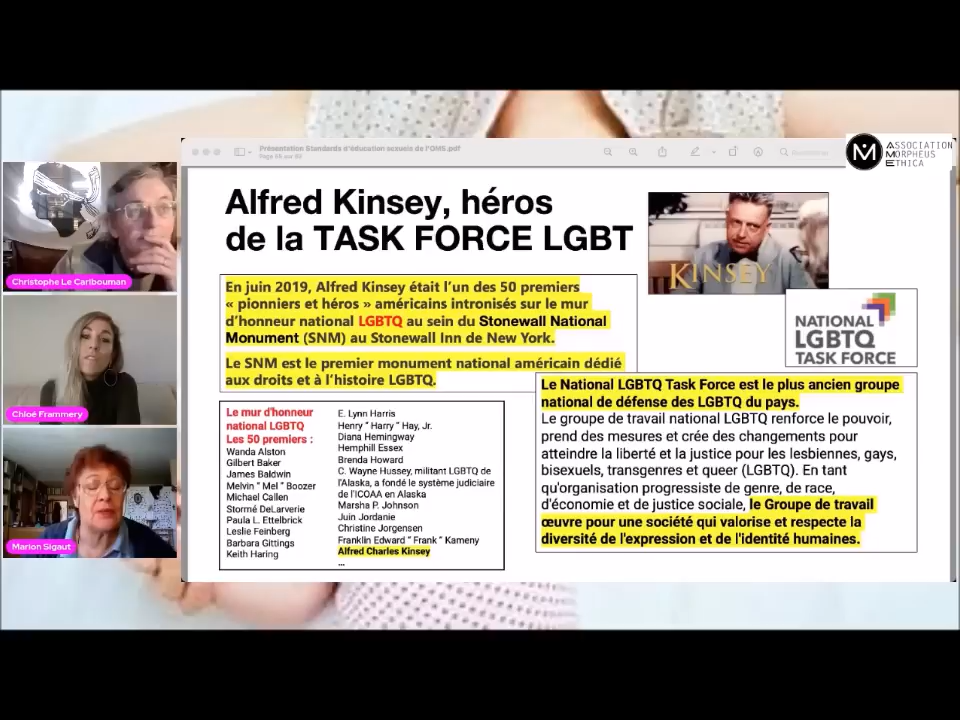 Présentation Standards d'éducation sexuels de l'OMS.pdf
ASSOCIATION
MORPHEUS
ETHICA
Alfred Kinsey, héros
de la TASK FORCE LGBT
KINSEY
Christophe Le Caribouman
Chloé Frammery
Marion Sigaut
En juin 2019, Alfred Kinsey était l'un des 50 premiers
« pionniers et héros » américains intronisés sur le mur
d'honneur national LGBTQ au sein du Stonewall National
Monument (SNM) au Stonewall Inn de New York.
Le SNM est le premier monument national américain dédié
aux droits et à l'histoire LGBTQ.
NATIONAL
LGBTQ
TASK FORCE
Le mur d'honneur
national LGBTQ
Les 50 premiers :
Wanda Alston
Gilbert Baker
James Baldwin
Melvin " Mel " Boozer
Michael Callen
Stormé DeLarverie
Paula L. Ettelbrick
Leslie Feinberg
Barbara Gittings
Keith Haring
E. Lynn Harris
Henry " Harry " Hay, Jr.
Diana Hemingway
Hemphill Essex
Brenda Howard
C. Wayne Hussey, militant LGBTQ de
l'Alaska, a fondé le système judiciaire
de l'ICOAA en Alaska
Marsha P. Johnson
Juin Jordanie
Christine Jorgensen
Franklin Edward " Frank " Kameny
Alfred Charles Kinsey
...
Le National LGBTQ Task Force est le plus ancien groupe
national de défense des LGBTQ du pays.
Le groupe de travail national LGBTQ renforce le pouvoir,
prend des mesures et crée des changements pour
atteindre la liberté et la justice pour les lesbiennes, gays,
bisexuels, transgenres et queer (LGBTQ). En tant
qu'organisation progressiste de genre, de race,
d'économie et de justice sociale, le Groupe de travail
œuvre pour une société qui valorise et respecte la
diversité de l'expression et de l'identité humaines.